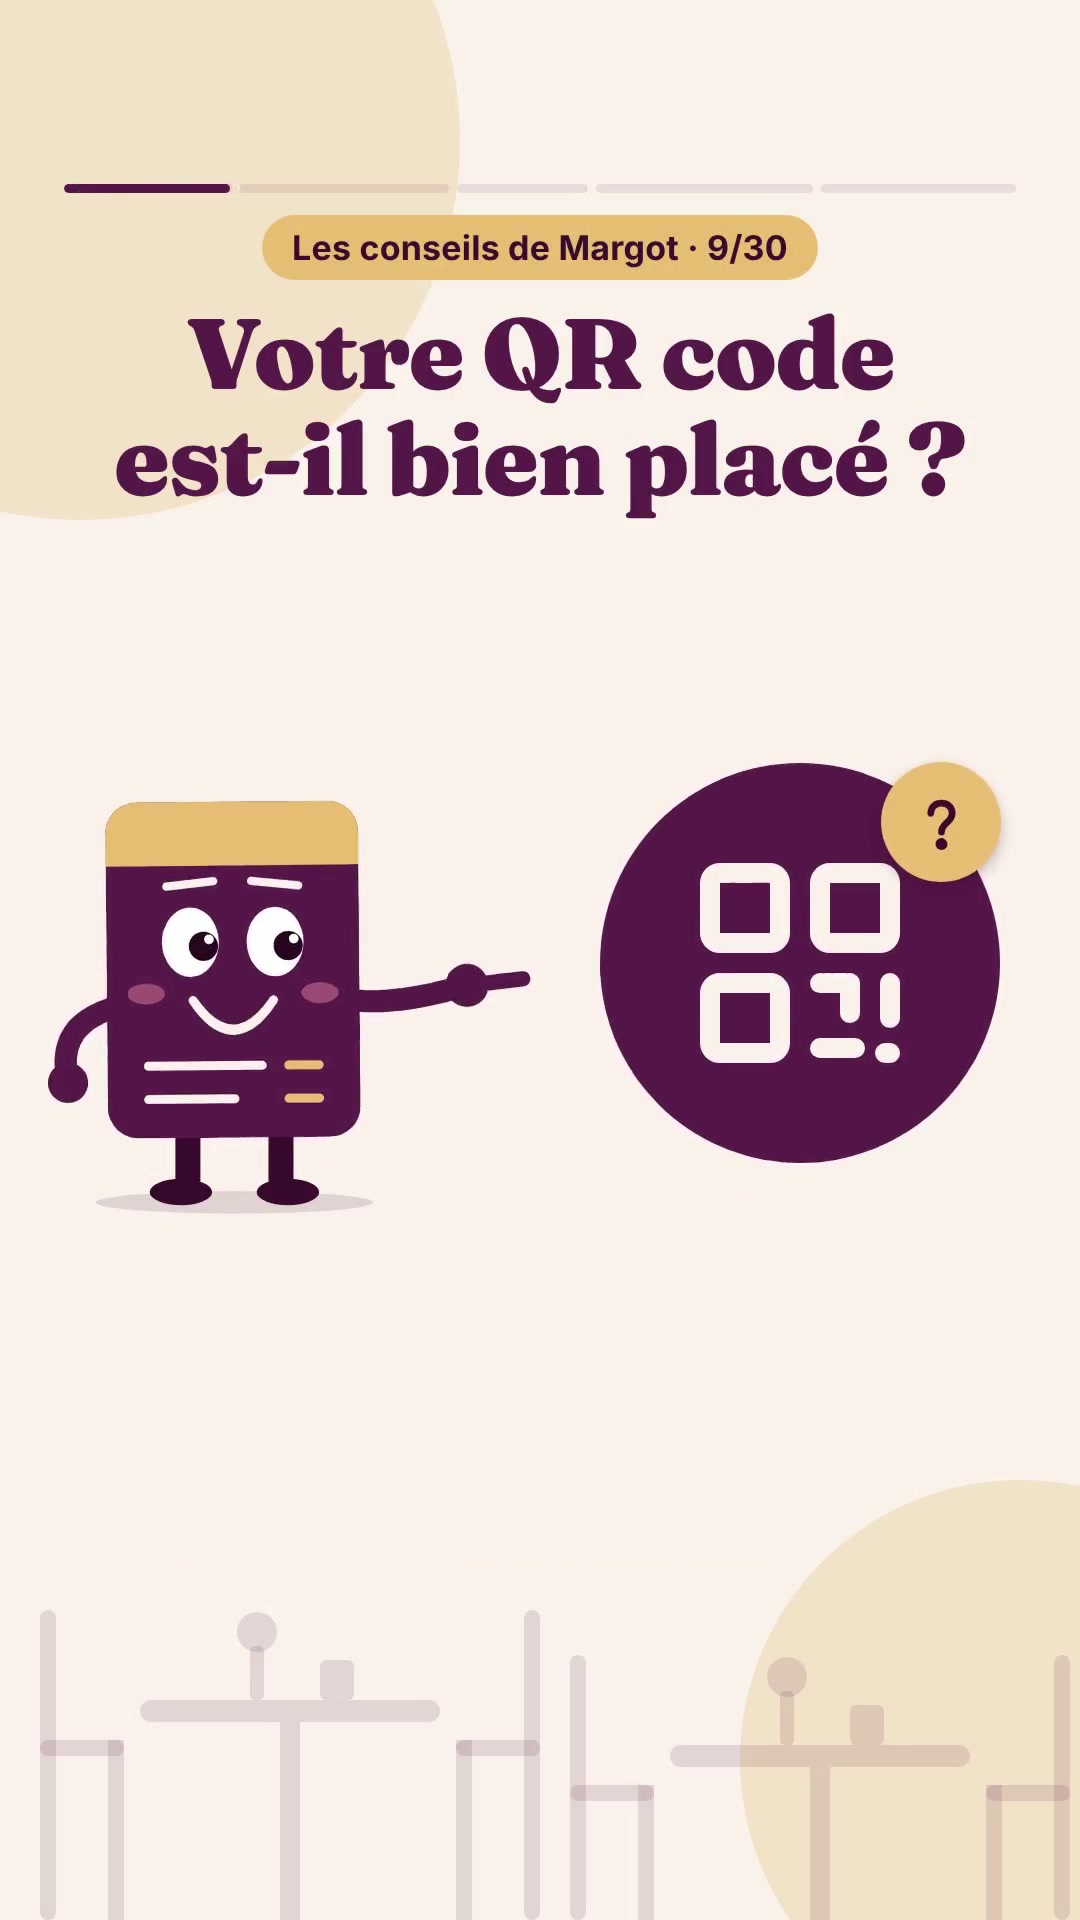 Les conseils de Margot · 9/30
Votre QR code
est-il bien placé ?
?